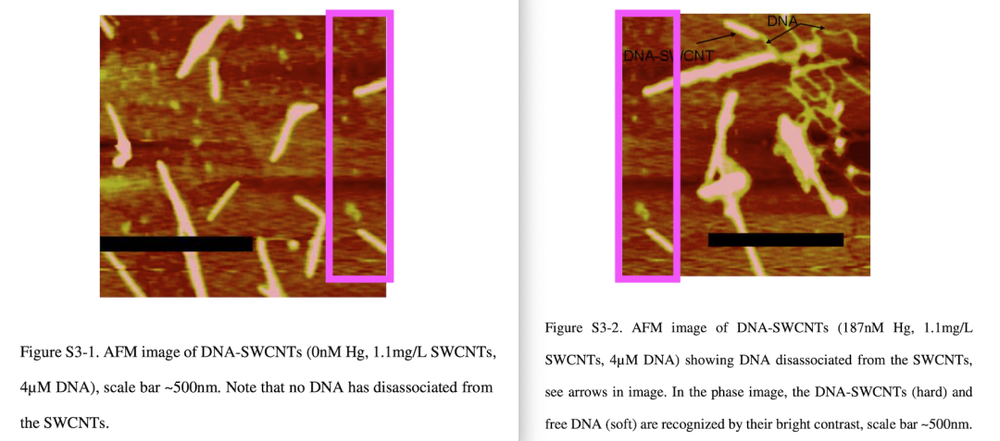 DNA
DNA-SWCNT
Figure S3-1. AFM image of DNA-SWCNTs (0nM Hg, 1.1mg/L SWCNTs,
4µM DNA), scale bar ~500nm. Note that no DNA has disassociated from
the SWCNTs.
Figure S3-2. AFM image of DNA-SWCNTs (187nM Hg, 1.1mg/L
SWCNTs, 4µM DNA) showing DNA disassociated from the SWCNTs,
see arrows in image. In the phase image, the DNA-SWCNTs (hard) and
free DNA (soft) are recognized by their bright contrast, scale bar ~500nm.